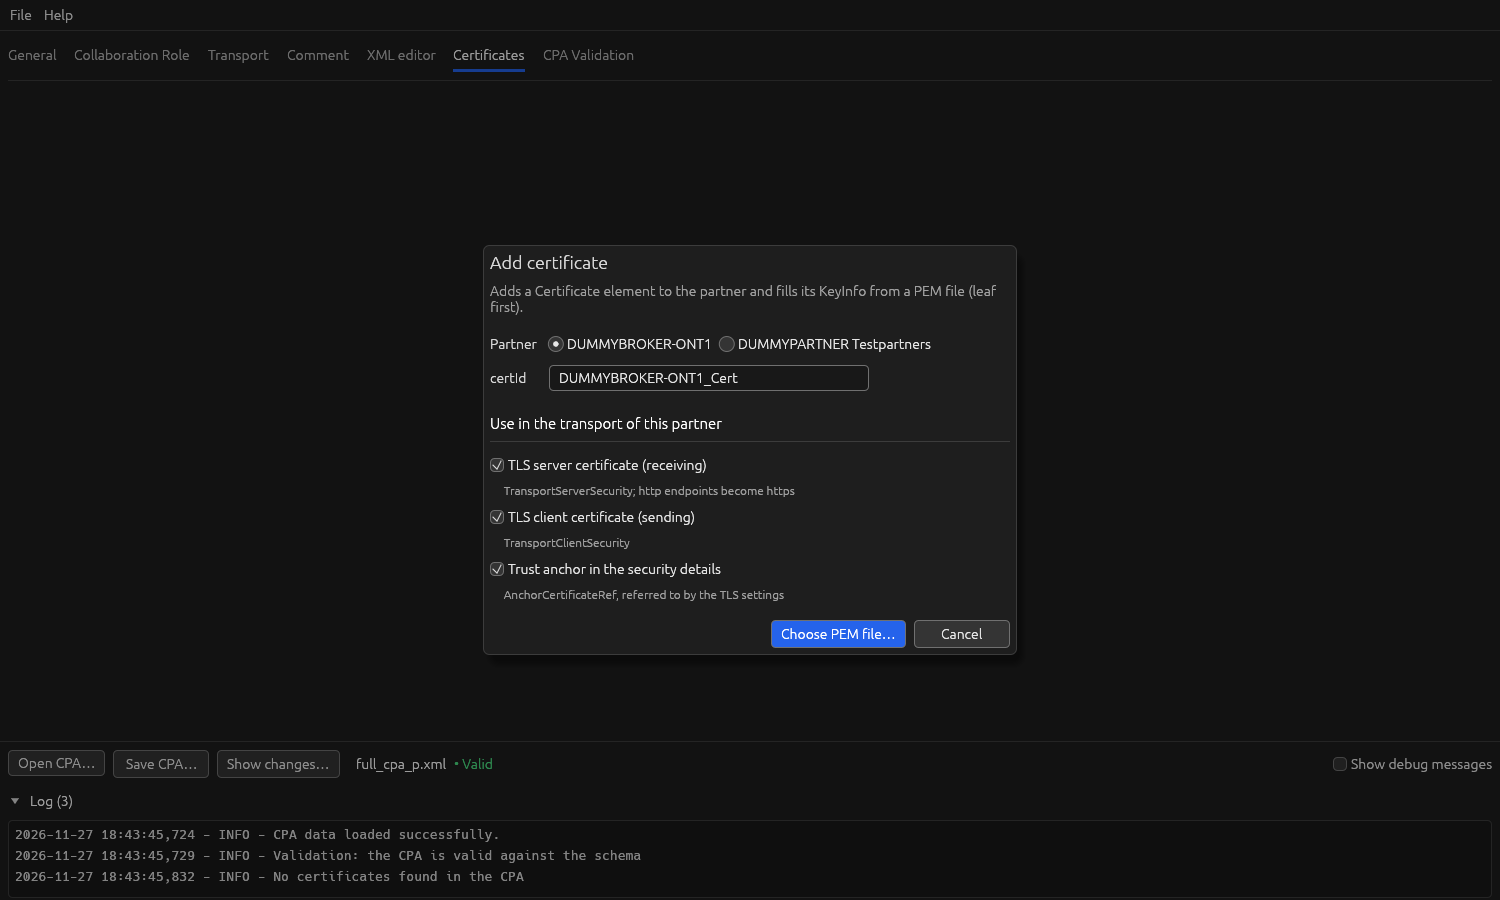 File Help
General Collaboration Role Transport Comment XML editor Certificates CPA Validation
Add certificate
Adds a Certificate element to the partner and fills its KeyInfo from a PEM file (leaf
first).
Partner DUMMYBROKER-ONT1 DUMMYPARTNER Testpartners
certId DUMMYBROKER-ONT1_Cert
Use in the transport of this partner
TLS server certificate (receiving)
TransportServerSecurity; http endpoints become https
TLS client certificate (sending)
TransportClientSecurity
Trust anchor in the security details
AnchorCertificateRef, referred to by the TLS settings
Choose PEM file... Cancel
Open CPA... Save CPA... Show changes... full_cpa_p.xml • Valid Show debug messages
Log (3)
2026-11-27 18:43:45,724 - INFO - CPA data loaded successfully.
2026-11-27 18:43:45,729 - INFO - Validation: the CPA is valid against the schema
2026-11-27 18:43:45,832 - INFO - No certificates found in the CPA